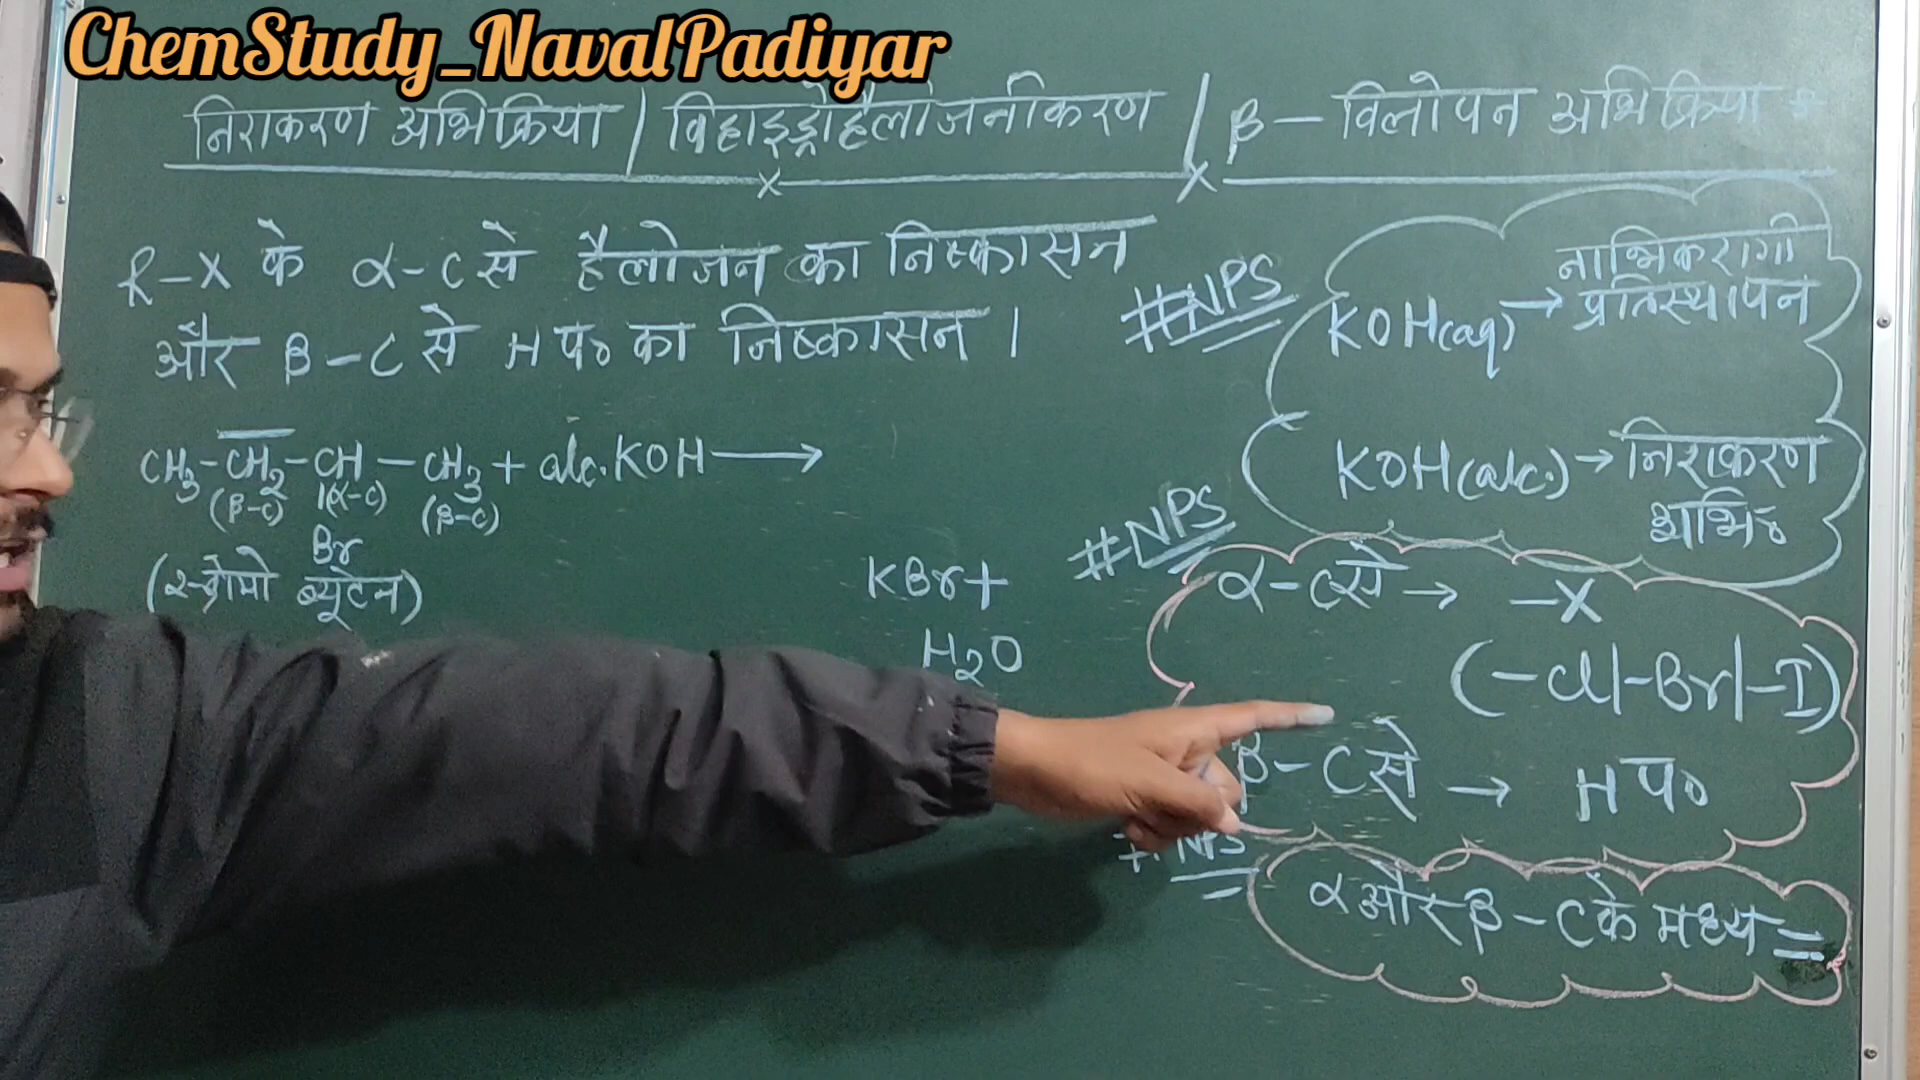 ChemStudy_NavalPadiyar
निराकरण अभिक्रिया / विहाइड्रोहैलोजनीकरण / β – विलोपन अभिक्रिया
R–X के α–C से हैलोजन का निष्कासन
और β–C से H प० का निष्कासन ।
CH3–CH2–CH–CH3 + alc. KOH ⟶
(β–C) (α–C) (β–C)
Br
(2-ब्रोमो ब्यूटेन)
KBr +
H2O
#NPS
KOH(aq) → नाभिकरागी
प्रतिस्थापन
KOH(alc.) → निराकरण
अभि०
#NPS
α–C से → –X
(–Cl/–Br/–I)
β–C से → H प०
NPS
α और β–C के मध्य =